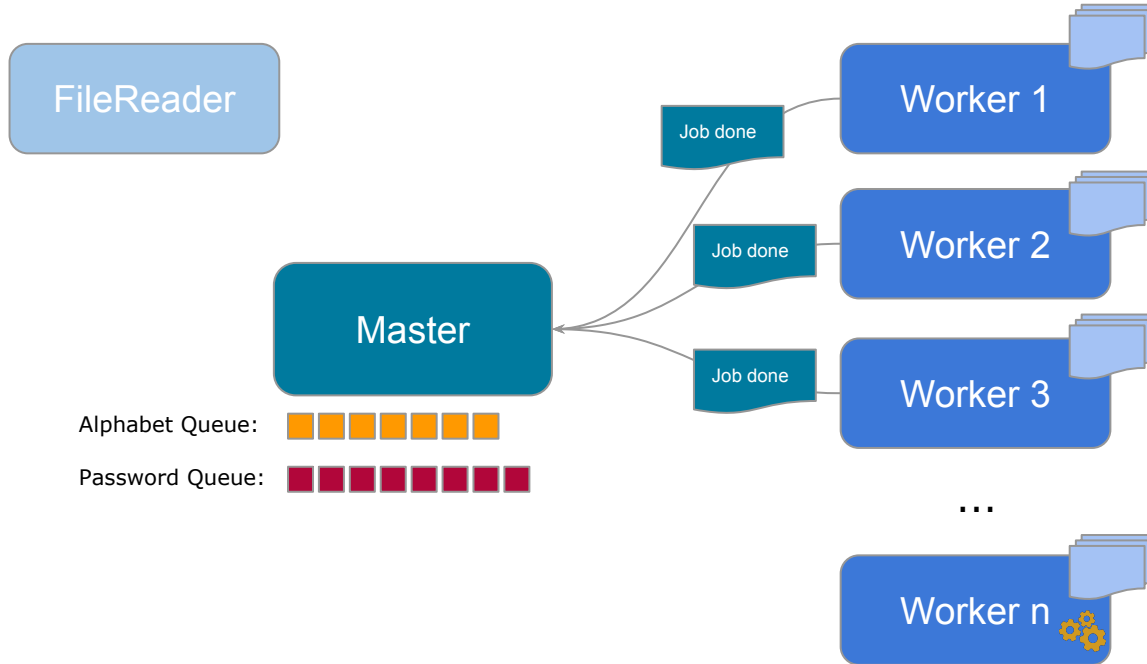 FileReader
Worker 1
Job done
Worker 2
Job done
Master
Worker 3
Job done
Alphabet Queue:
Password Queue:
...
Worker n